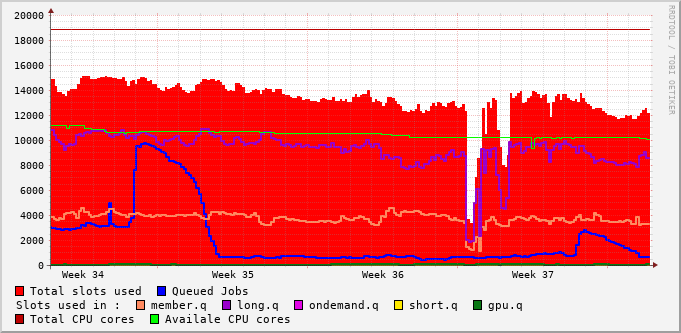 RRDTOOL / TOBI OETIKER
20000
18000
16000
14000
12000
10000
8000
6000
4000
2000
0
Week 34 Week 35 Week 36 Week 37
Total slots used Queued Jobs
Slots used in : member.q long.q ondemand.q short.q gpu.q
Total CPU cores Availale CPU cores